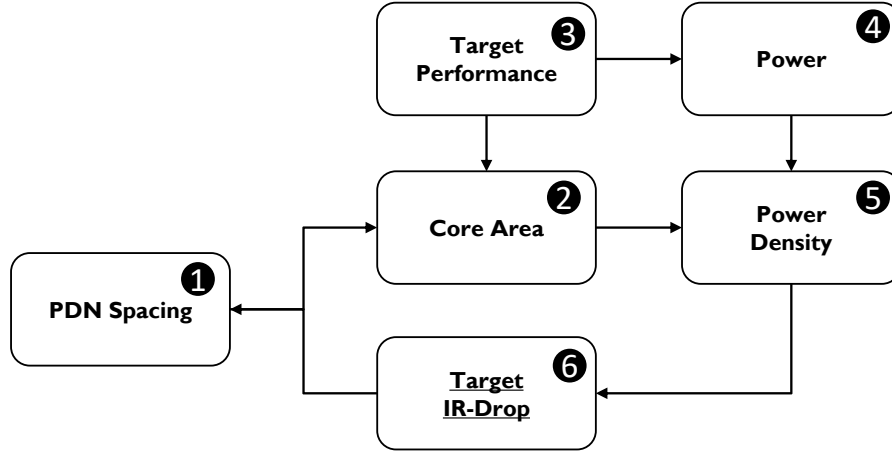 3
Target
Performance
4
Power
2
Core Area
5
Power
Density
1
PDN Spacing
6
Target
IR-Drop